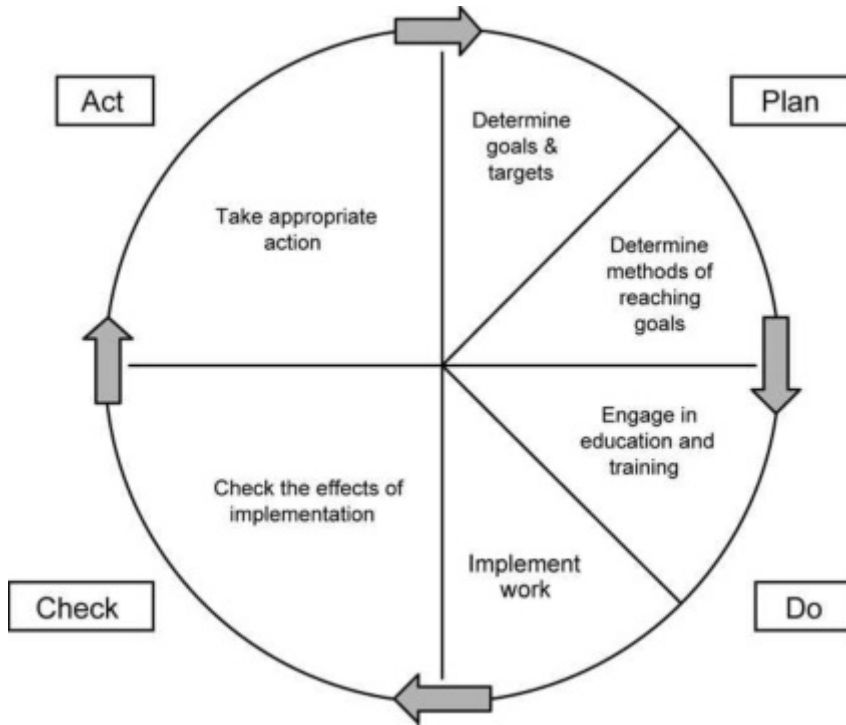 Act
Plan
Determine
goals &
targets
Take appropriate
action
Determine
methods of
reaching
goals
Engage in
education and
training
Check the effects of
implementation
Implement
work
Check
Do